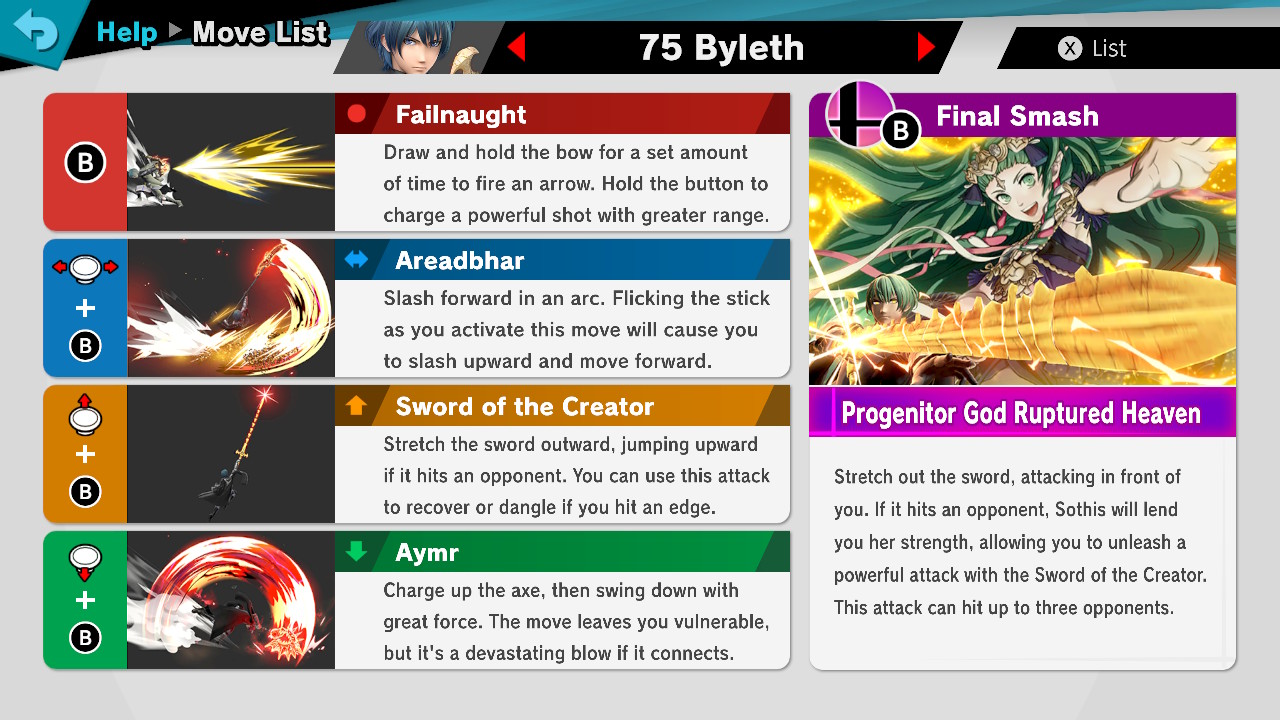 Help ▶ Move List
75 Byleth
X List
B
Failnaught
Draw and hold the bow for a set amount
of time to fire an arrow. Hold the button to
charge a powerful shot with greater range.
+
B
Areadbhar
Slash forward in an arc. Flicking the stick
as you activate this move will cause you
to slash upward and move forward.
+
B
Sword of the Creator
Stretch the sword outward, jumping upward
if it hits an opponent. You can use this attack
to recover or dangle if you hit an edge.
+
B
Aymr
Charge up the axe, then swing down with
great force. The move leaves you vulnerable,
but it's a devastating blow if it connects.
B
Final Smash
Progenitor God Ruptured Heaven
Stretch out the sword, attacking in front of
you. If it hits an opponent, Sothis will lend
you her strength, allowing you to unleash a
powerful attack with the Sword of the Creator.
This attack can hit up to three opponents.